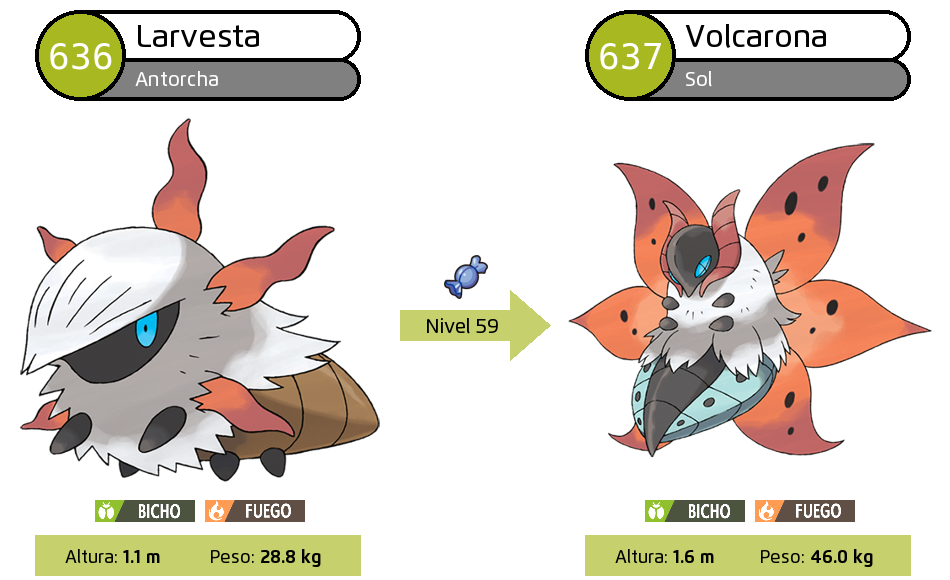 636
Larvesta
Antorcha
637
Volcarona
Sol
Nivel 59
BICHO FUEGO
Altura: 1.1 m Peso: 28.8 kg
BICHO FUEGO
Altura: 1.6 m Peso: 46.0 kg